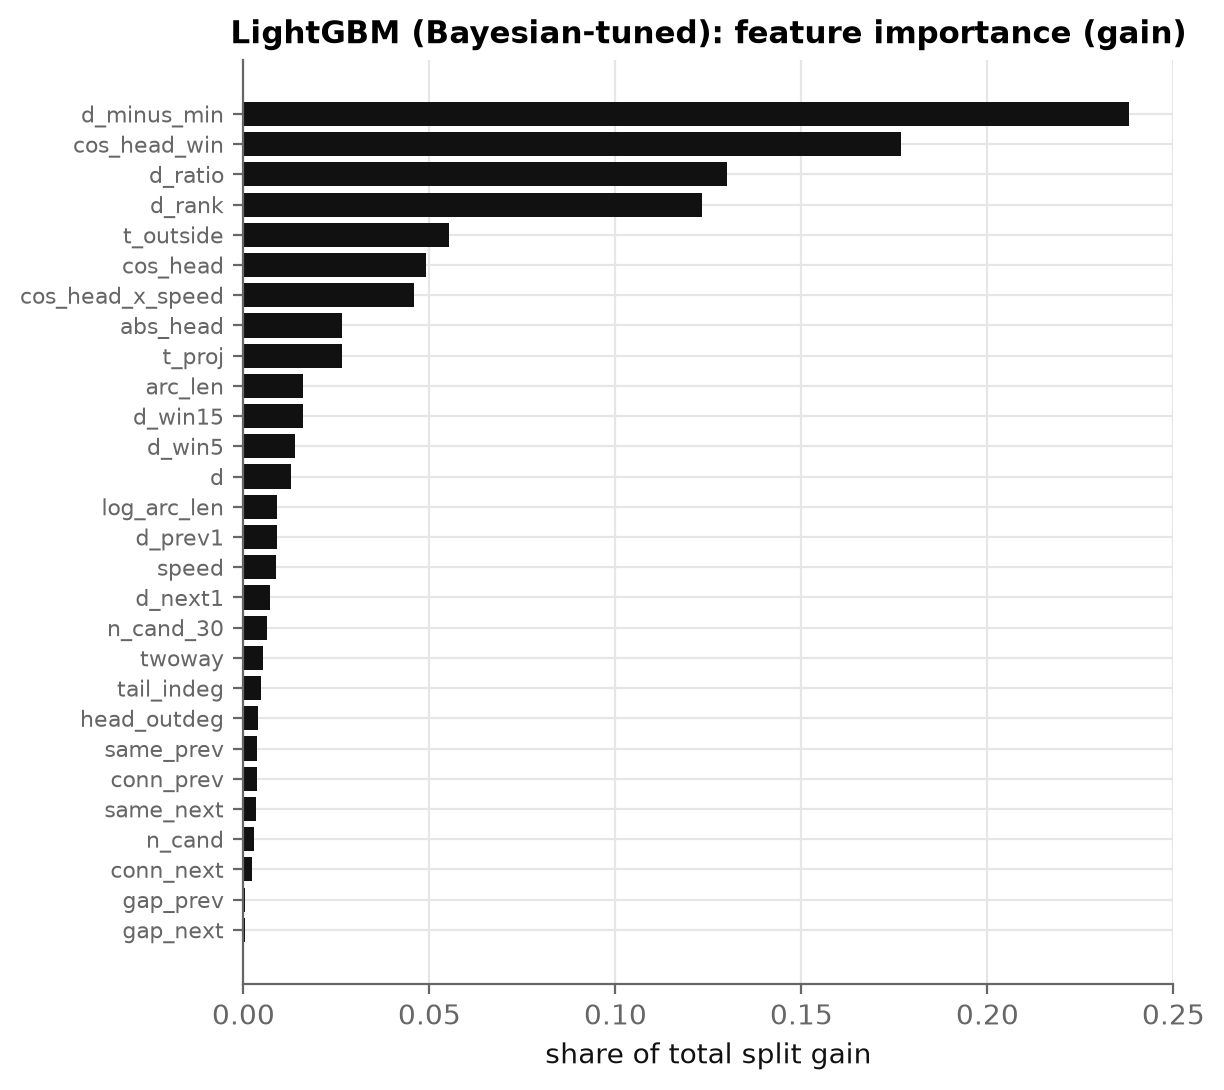 LightGBM (Bayesian-tuned): feature importance (gain)
d_minus_min
cos_head_win
d_ratio
d_rank
t_outside
cos_head
cos_head_x_speed
abs_head
t_proj
arc_len
d_win15
d_win5
d
log_arc_len
d_prev1
speed
d_next1
n_cand_30
twoway
tail_indeg
head_outdeg
same_prev
conn_prev
same_next
n_cand
conn_next
gap_prev
gap_next
0.00 0.05 0.10 0.15 0.20 0.25
share of total split gain